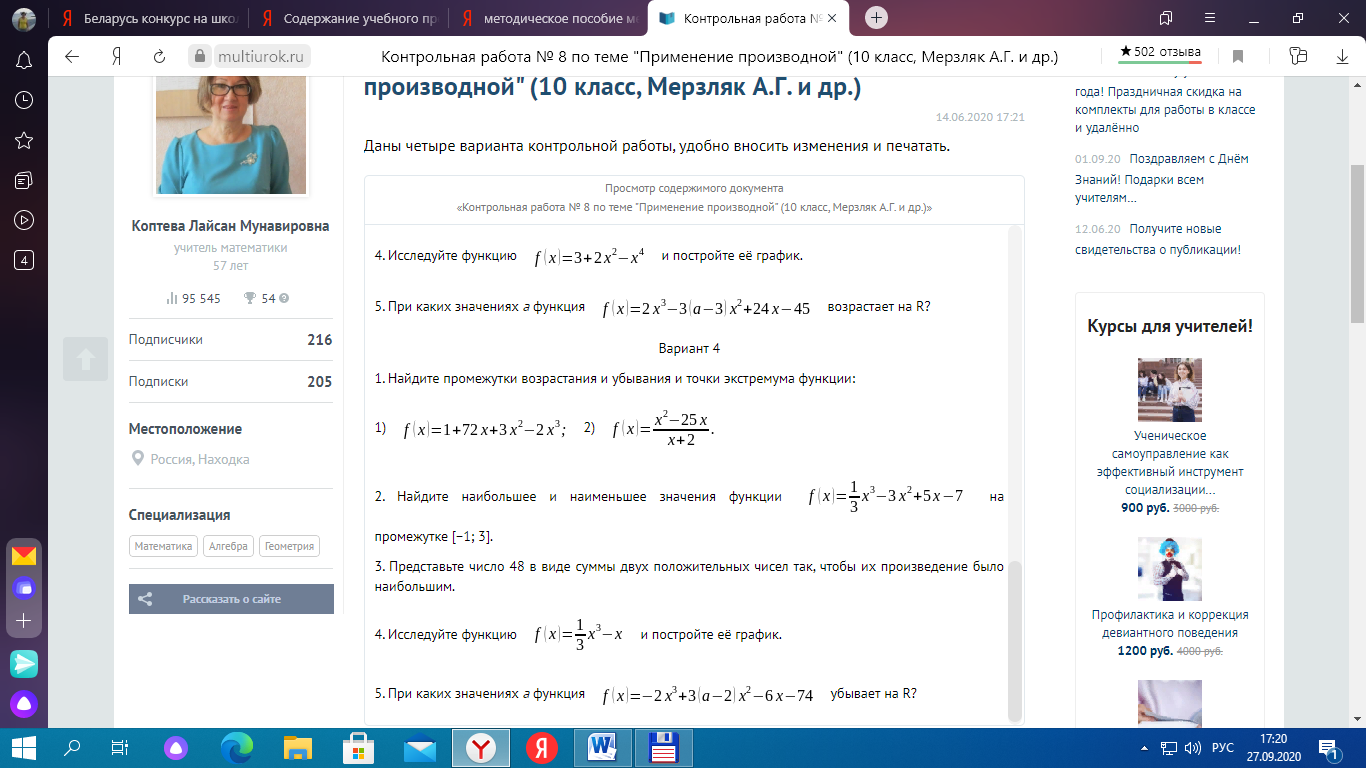 Беларусь конкурс на шко
Содержание учебного пр
методическое пособие м
Контрольная работа №
multiurok.ru
Контрольная работа № 8 по теме "Применение производной" (10 класс, Мерзляк А.Г. и др.)
★502 отзыва
производной" (10 класс, Мерзляк А.Г. и др.)
14.06.2020 17:21
Даны четыре варианта контрольной работы, удобно вносить изменения и печатать.
Просмотр содержимого документа
«Контрольная работа № 8 по теме "Применение производной" (10 класс, Мерзляк А.Г. и др.)»
4. Исследуйте функцию f(x)=3+2x²−x⁴ и постройте её график.
5. При каких значениях a функция f(x)=2x³−3(a−3)x²+24x−45 возрастает на R?
Вариант 4
1. Найдите промежутки возрастания и убывания и точки экстремума функции:
1) f(x)=1+72x+3x²−2x³; 2) f(x)=(x²−25x)/(x+2).
2. Найдите наибольшее и наименьшее значения функции f(x)=1/3x³−3x²+5x−7 на
промежутке [−1; 3].
3. Представьте число 48 в виде суммы двух положительных чисел так, чтобы их произведение было
наибольшим.
4. Исследуйте функцию f(x)=1/3x³−x и постройте её график.
5. При каких значениях a функция f(x)=−2x³+3(a−2)x²−6x−74 убывает на R?
Коптева Лайсан Мунавировна
учитель математики
57 лет
95 545
54
Подписчики 216
Подписки 205
Местоположение
Россия, Находка
Специализация
Математика
Алгебра
Геометрия
Рассказать о сайте
года! Праздничная скидка на
комплекты для работы в классе
и удалённо
01.09.20 Поздравляем с Днём
Знаний! Подарки всем
учителям...
12.06.20 Получите новые
свидетельства о публикации!
Курсы для учителей!
Ученическое
самоуправление как
эффективный инструмент
социализации...
900 руб. 3000 руб.
Профилактика и коррекция
девиантного поведения
1200 руб. 4000 руб.
4
РУС
17:20
27.09.2020
1